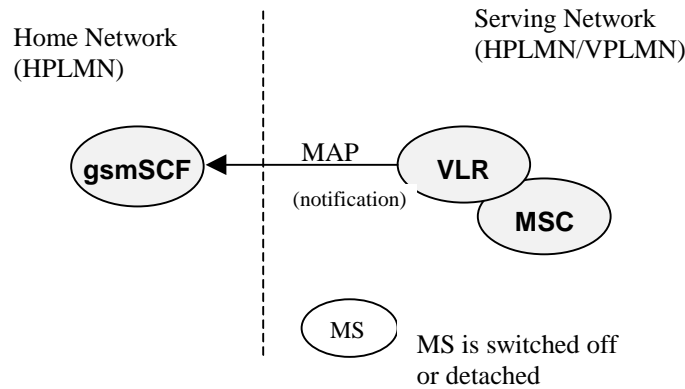 Home Network
(HPLMN)
Serving Network
(HPLMN/VPLMN)
gsmSCF
MAP
(notification)
VLR
MSC
MS
MS is switched off
or detached